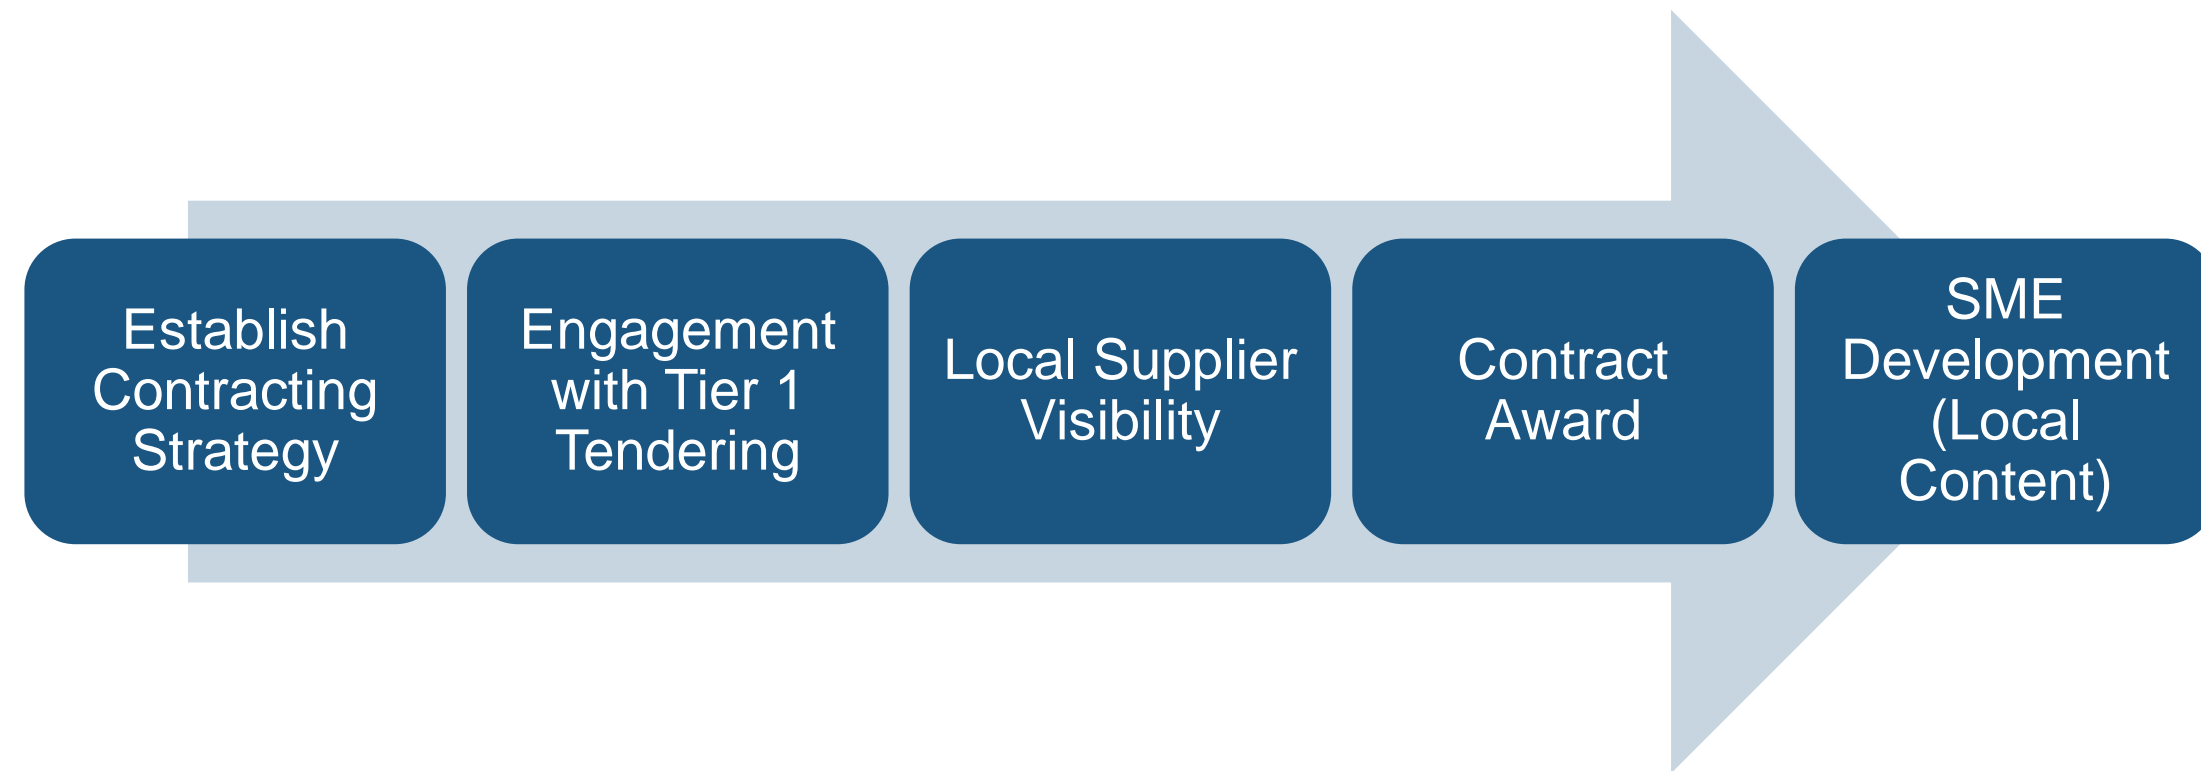 Establish
Contracting
Strategy
Engagement
with Tier 1
Tendering
Local Supplier
Visibility
Contract
Award
SME
Development
(Local
Content)